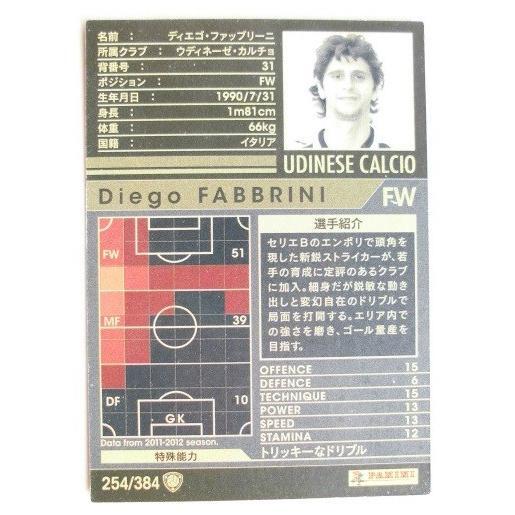 名前 : ディエゴ・ファッブリーニ
所属クラブ : ウディネーゼ・カルチョ
背番号 : 31
ポジション : FW
生年月日 : 1990/7/31
身長 : 1m81cm
体重 : 66kg
国籍 : イタリア
UDINESE CALCIO
Diego FABBRINI FW
FW 51
MF 39
DF 10
GK
Data from 2011-2012 season.
特殊能力
選手紹介
セリエBのエンポリで頭角を
現した新鋭ストライカーが、若
手の育成に定評のあるクラブ
に加入。細身だが鋭敏な動き
出しと変幻自在のドリブルで
局面を打開する。エリア内で
の強さを磨き、ゴール量産を
目指す。
OFFENCE 15
DEFENCE 6
TECHNIQUE 15
POWER 13
SPEED 13
STAMINA 12
トリッキーなドリブル
254/384
PANINI